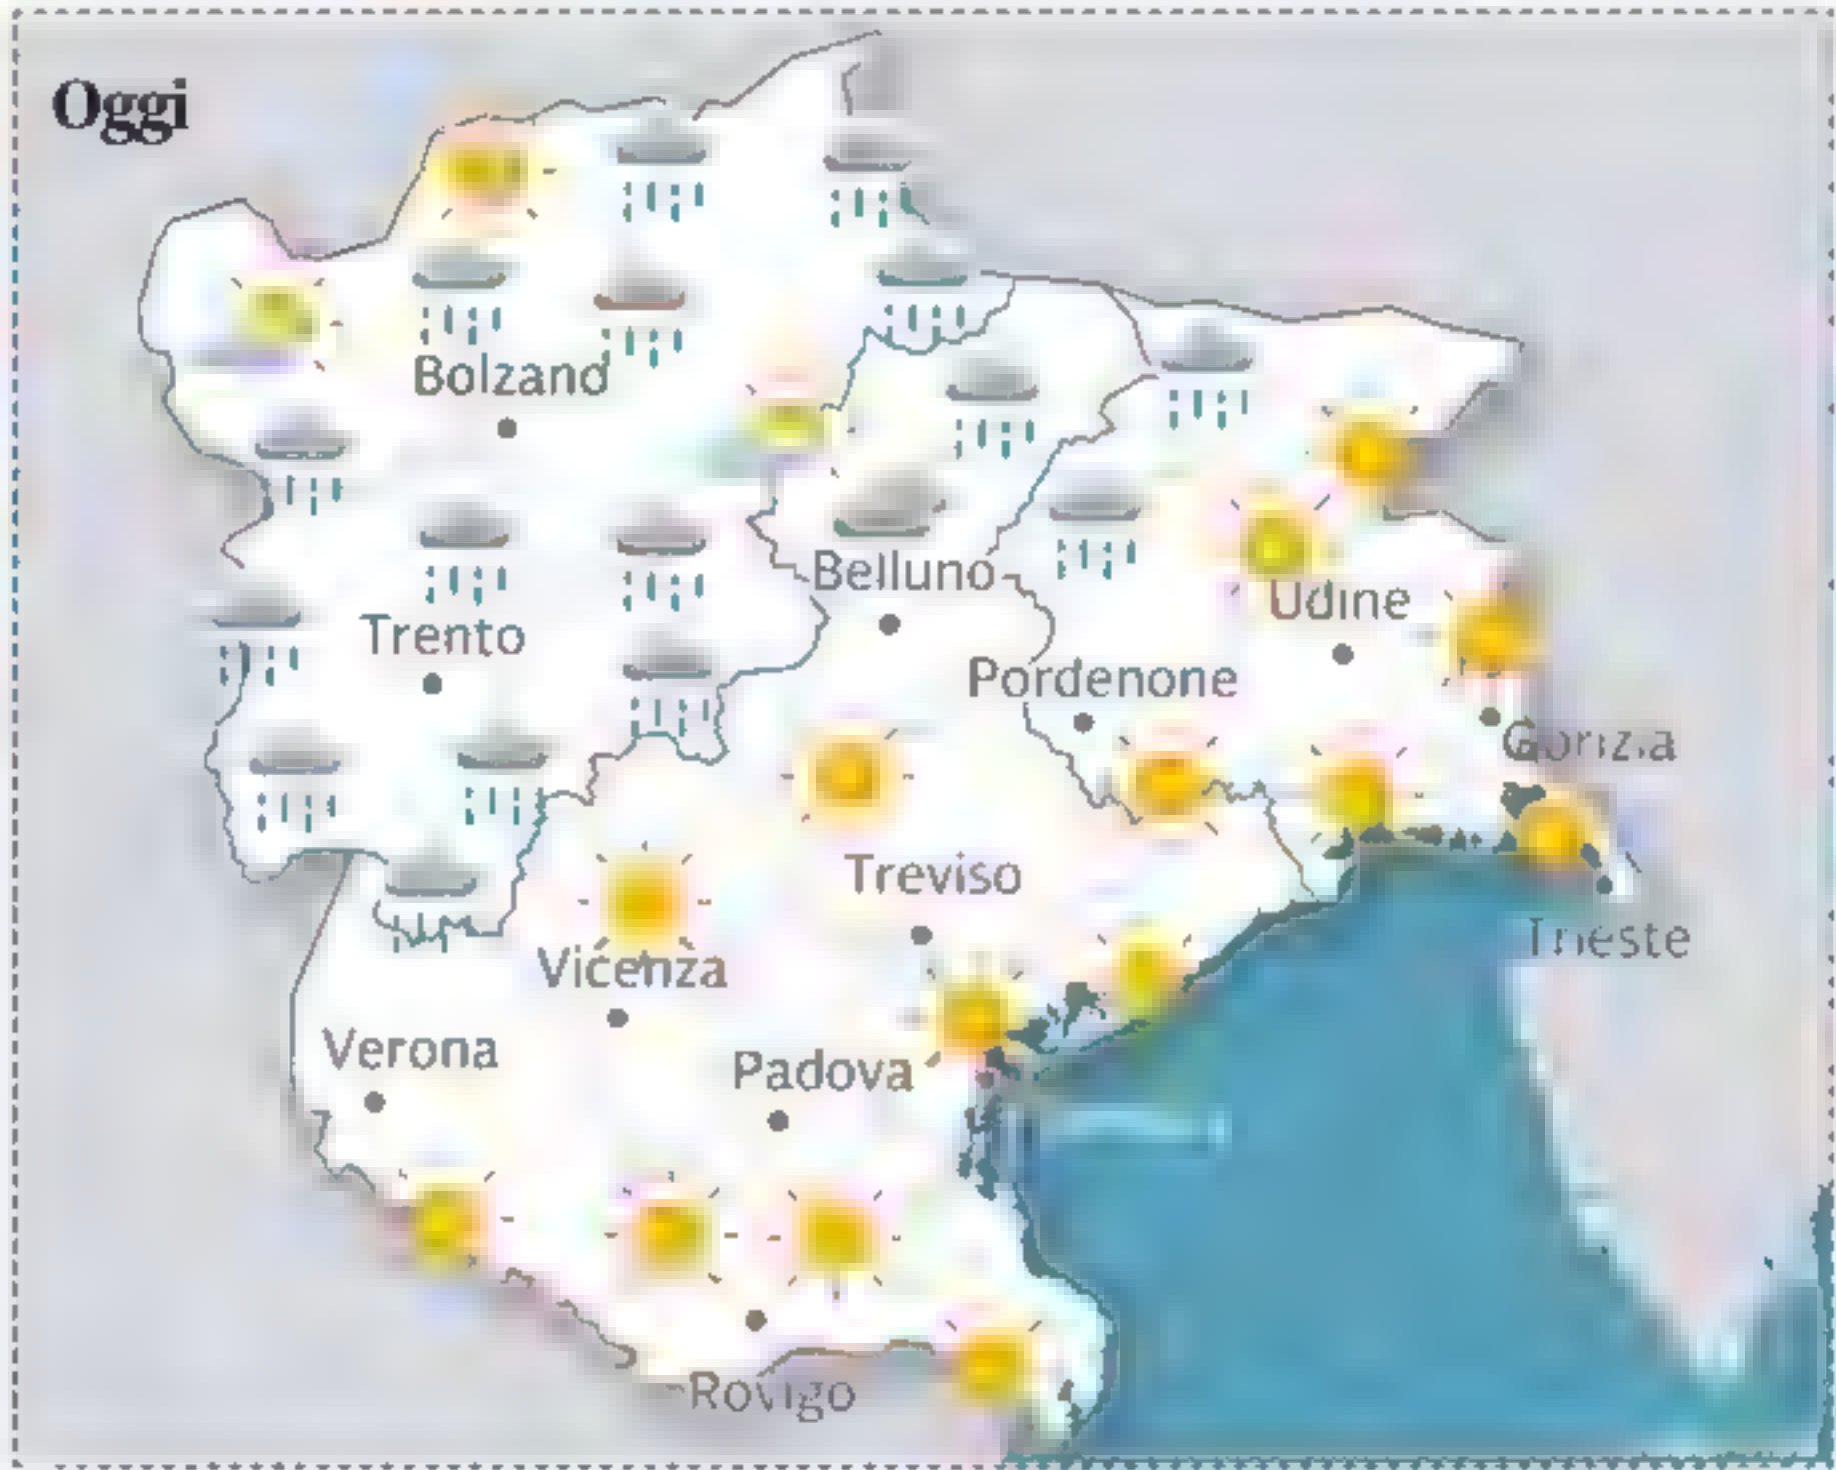 Oggi
Bolzano
Belluno
Udine
Trento
Pordenone
Gorizia
Treviso
Trieste
Vicenza
Verona
Padova
Rovigo